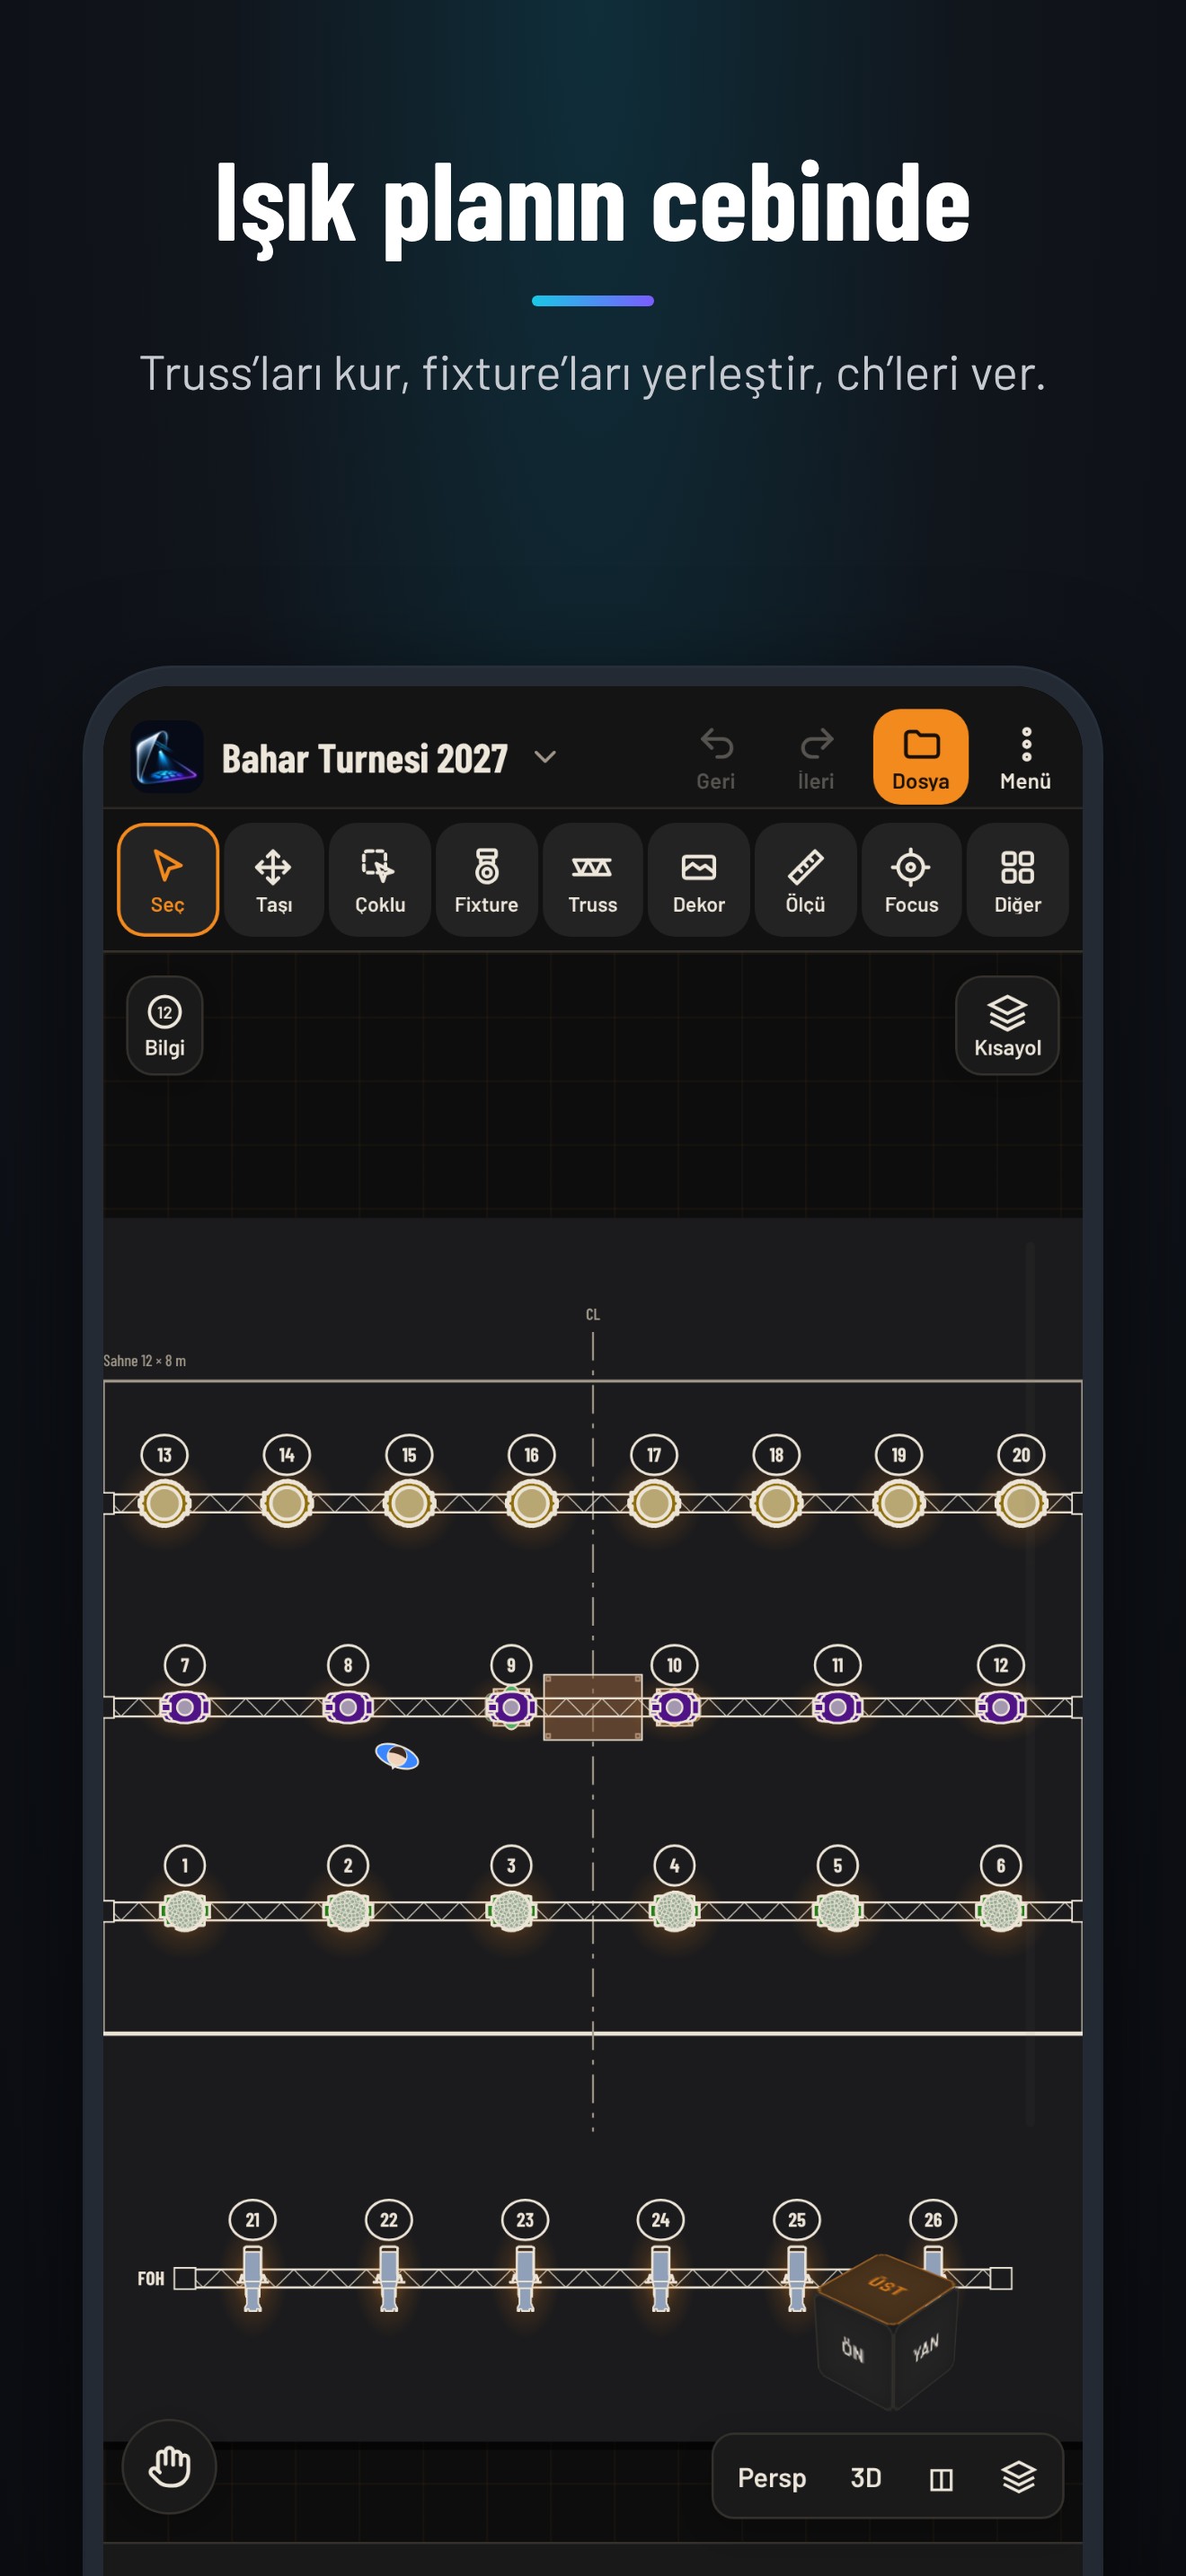 Işık planın cebinde
Truss’ları kur, fixture’ları yerleştir, ch’leri ver.
Bahar Turnesi 2027
Geri İleri Dosya Menü
Seç Taşı Çoklu Fixture Truss Dekor Ölçü Focus Diğer
12
Bilgi Kısayol
CL
Sahne 12 × 8 m
13 14 15 16 17 18 19 20
7 8 9 10 11 12
1 2 3 4 5 6
21 22 23 24 25 26
FOH
ÜST
ÖN YAN
Persp 3D